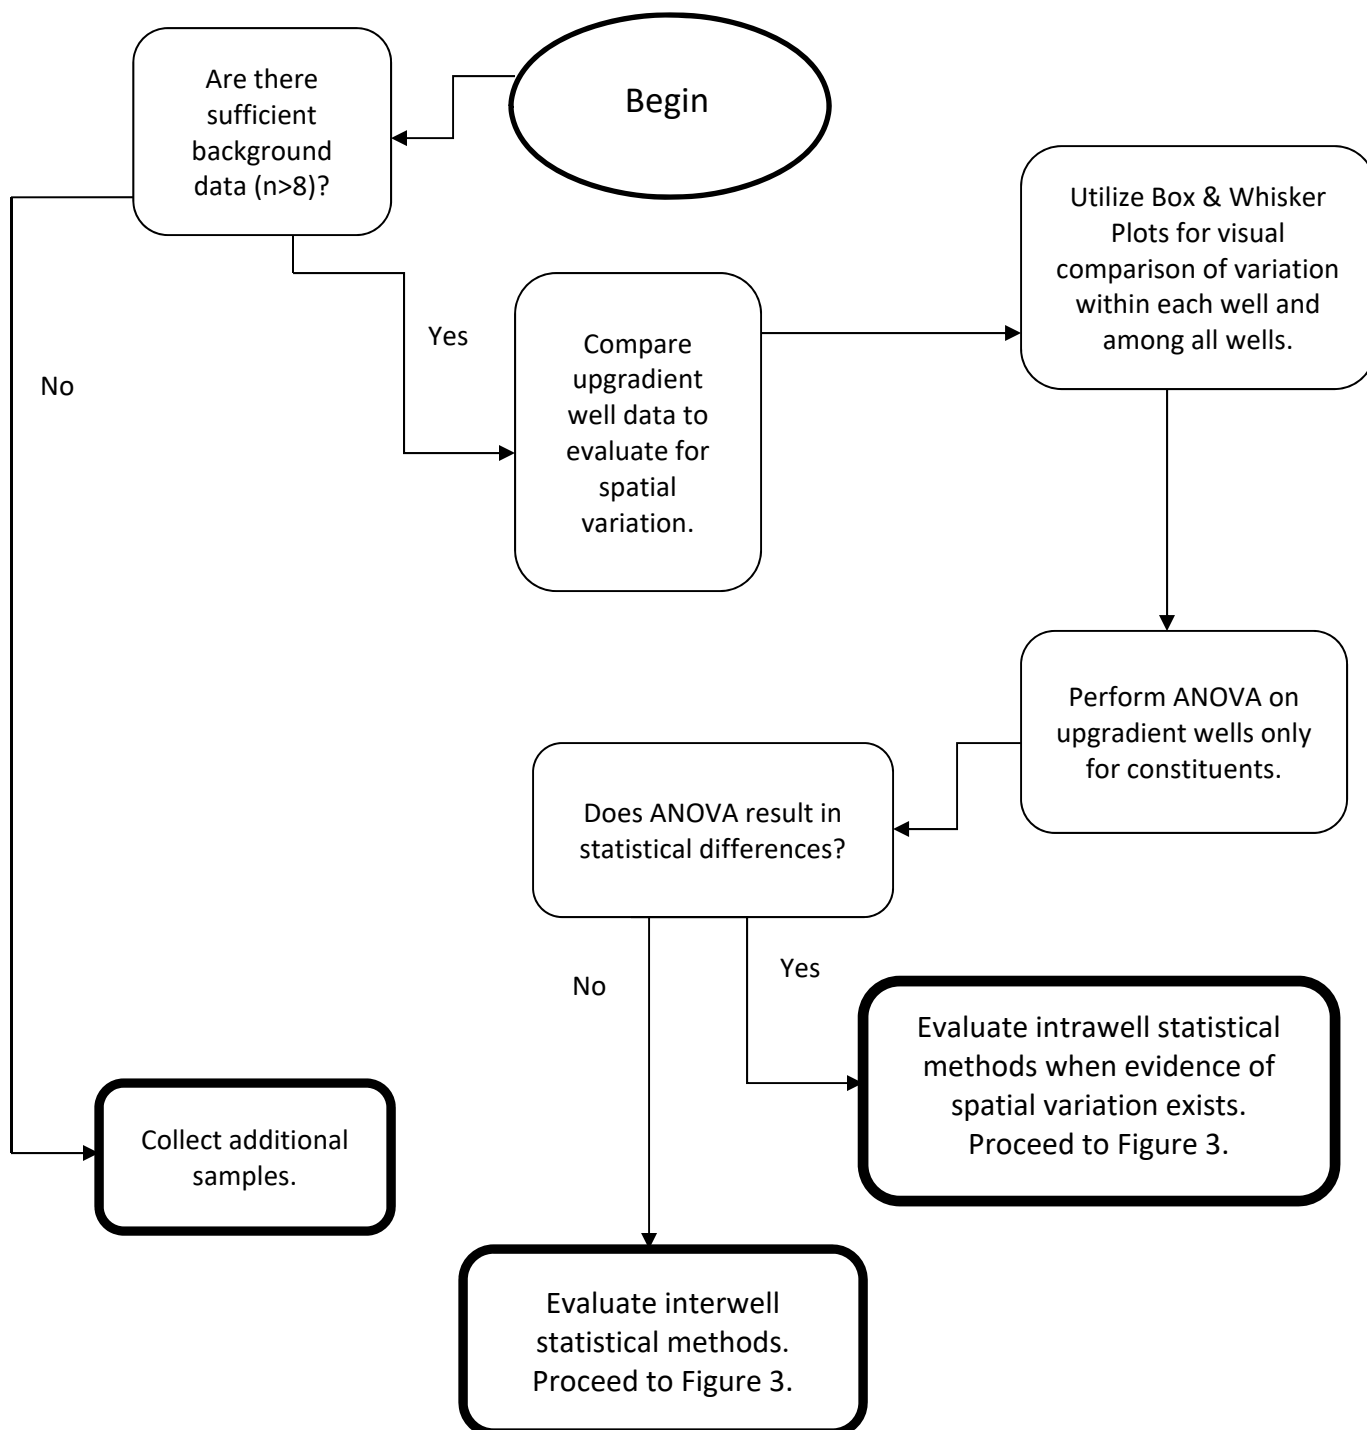 Begin
Are there
sufficient
background
data (n>8)?
No
Yes
Compare
upgradient
well data to
evaluate for
spatial
variation.
Utilize Box & Whisker
Plots for visual
comparison of variation
within each well and
among all wells.
Perform ANOVA on
upgradient wells only
for constituents.
Does ANOVA result in
statistical differences?
No
Yes
Evaluate intrawell statistical
methods when evidence of
spatial variation exists.
Proceed to Figure 3.
Collect additional
samples.
Evaluate interwell
statistical methods.
Proceed to Figure 3.